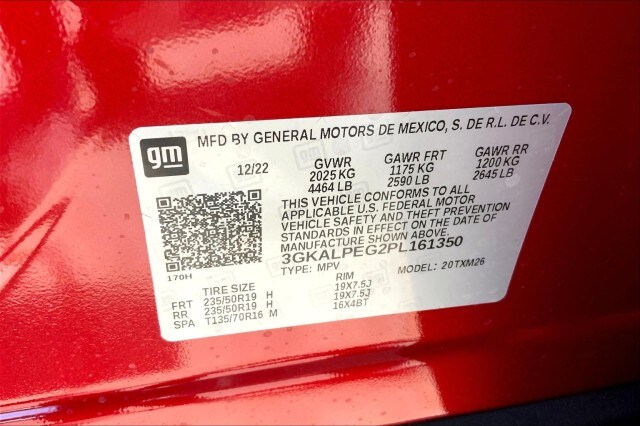 gm
MFD BY GENERAL MOTORS DE MEXICO, S. DE R.L. DE C.V.
12/22 GVWR GAWR FRT GAWR RR
2025 KG 1175 KG 1200 KG
4464 LB 2590 LB 2645 LB
THIS VEHICLE CONFORMS TO ALL
APPLICABLE U.S. FEDERAL MOTOR
VEHICLE SAFETY AND THEFT PREVENTION
STANDARDS IN EFFECT ON THE DATE OF
MANUFACTURE SHOWN ABOVE.
3GKALPEG2PL161350
170H TYPE: MPV MODEL: 20TXM26
TIRE SIZE RIM
FRT 235/50R19 H 19X7.5J
RR 235/50R19 H 19X7.5J
SPA T135/70R16 M 16X4BT